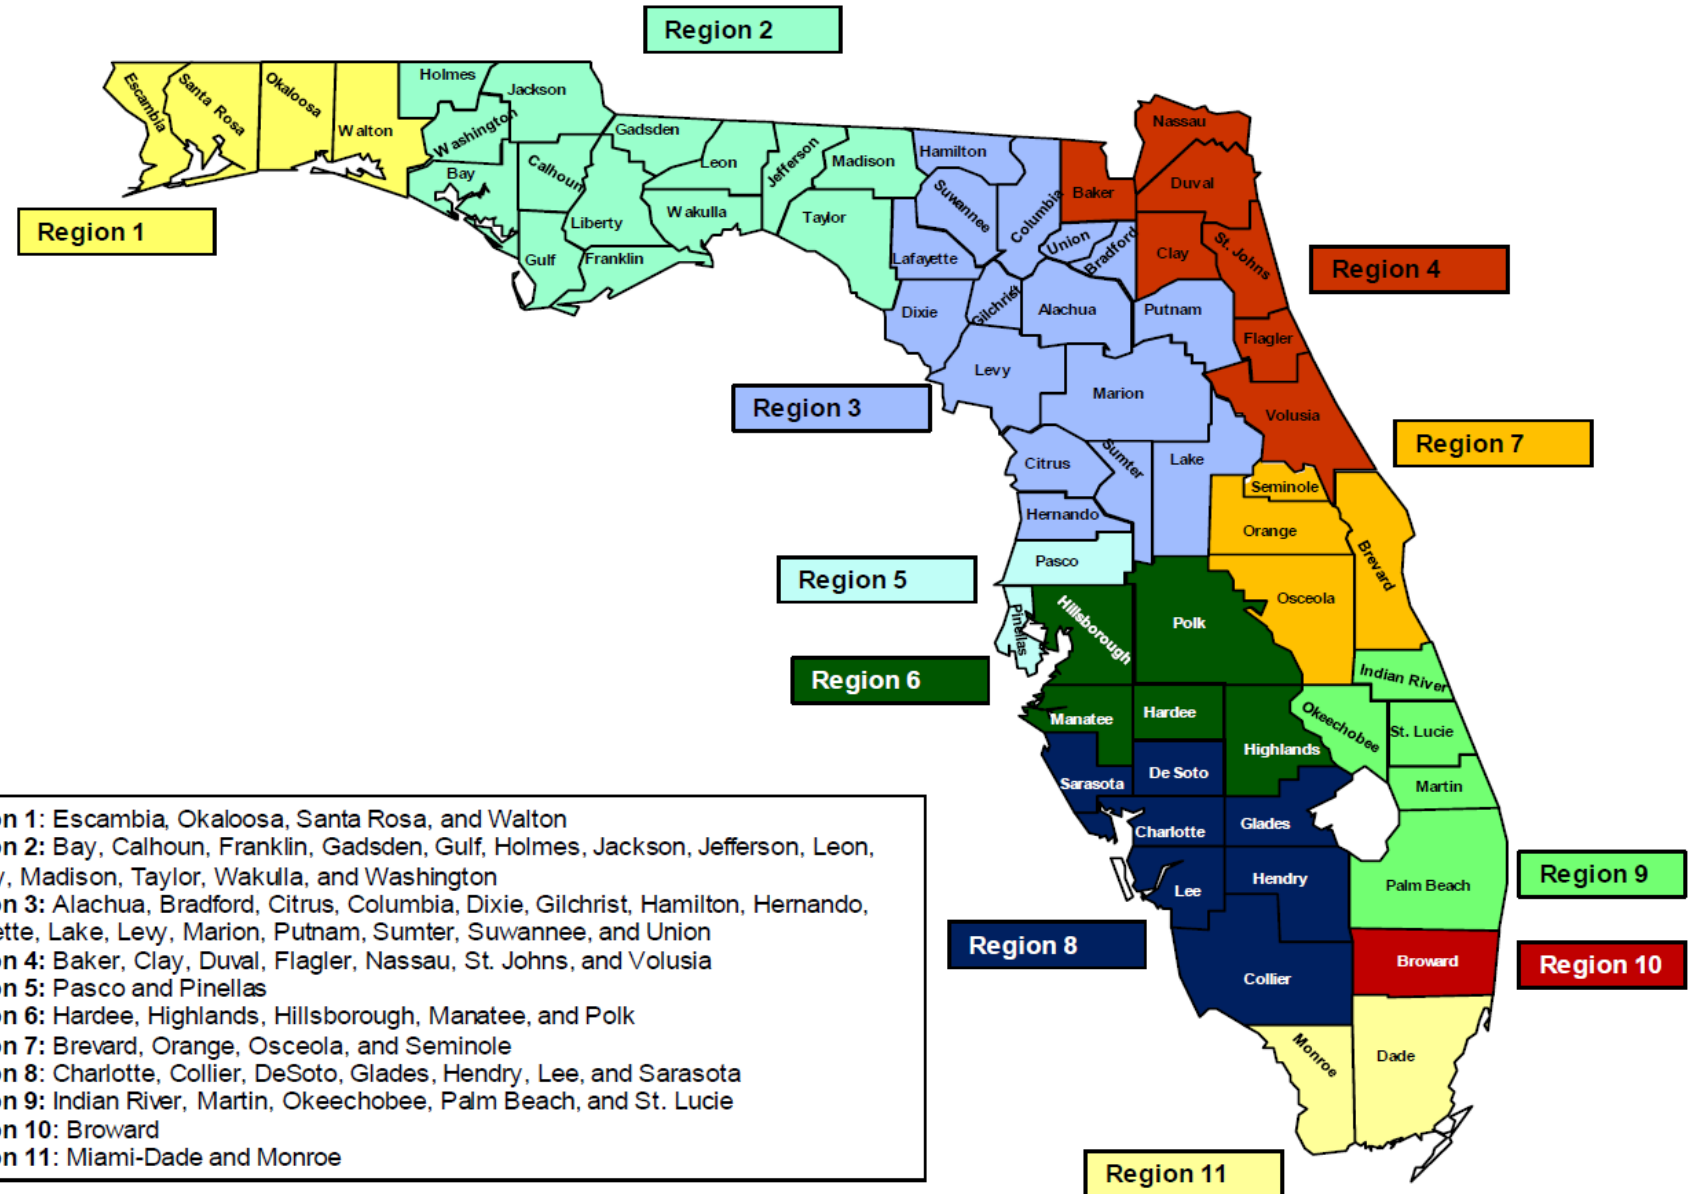 Region 2
Holmes
Jackson
Escambia
Santa Rosa
Okaloosa
Walton
Washington
Gadsden
Nassau
Bay
Calhoun
Leon
Jefferson
Madison
Hamilton
Baker
Duval
Suwannee
Columbia
Region 1
Liberty
Wakulla
Taylor
Union
Bradford
Clay
St. Johns
Gulf
Franklin
Lafayette
Region 4
Dixie
Gilchrist
Alachua
Putnam
Flagler
Levy
Marion
Region 3
Volusia
Region 7
Citrus
Sumter
Lake
Seminole
Hernando
Orange
Pasco
Brevard
Region 5
Pinellas
Hillsborough
Polk
Osceola
Region 6
Indian River
Manatee
Hardee
Okeechobee
St. Lucie
Highlands
Sarasota
De Soto
Martin
Charlotte
Glades
Lee
Hendry
Palm Beach
Region 9
Region 8
Collier
Broward
Region 10
Monroe
Dade
Region 11
on 1: Escambia, Okaloosa, Santa Rosa, and Walton
on 2: Bay, Calhoun, Franklin, Gadsden, Gulf, Holmes, Jackson, Jefferson, Leon,
y, Madison, Taylor, Wakulla, and Washington
on 3: Alachua, Bradford, Citrus, Columbia, Dixie, Gilchrist, Hamilton, Hernando,
ette, Lake, Levy, Marion, Putnam, Sumter, Suwannee, and Union
on 4: Baker, Clay, Duval, Flagler, Nassau, St. Johns, and Volusia
on 5: Pasco and Pinellas
on 6: Hardee, Highlands, Hillsborough, Manatee, and Polk
on 7: Brevard, Orange, Osceola, and Seminole
on 8: Charlotte, Collier, DeSoto, Glades, Hendry, Lee, and Sarasota
on 9: Indian River, Martin, Okeechobee, Palm Beach, and St. Lucie
on 10: Broward
on 11: Miami-Dade and Monroe